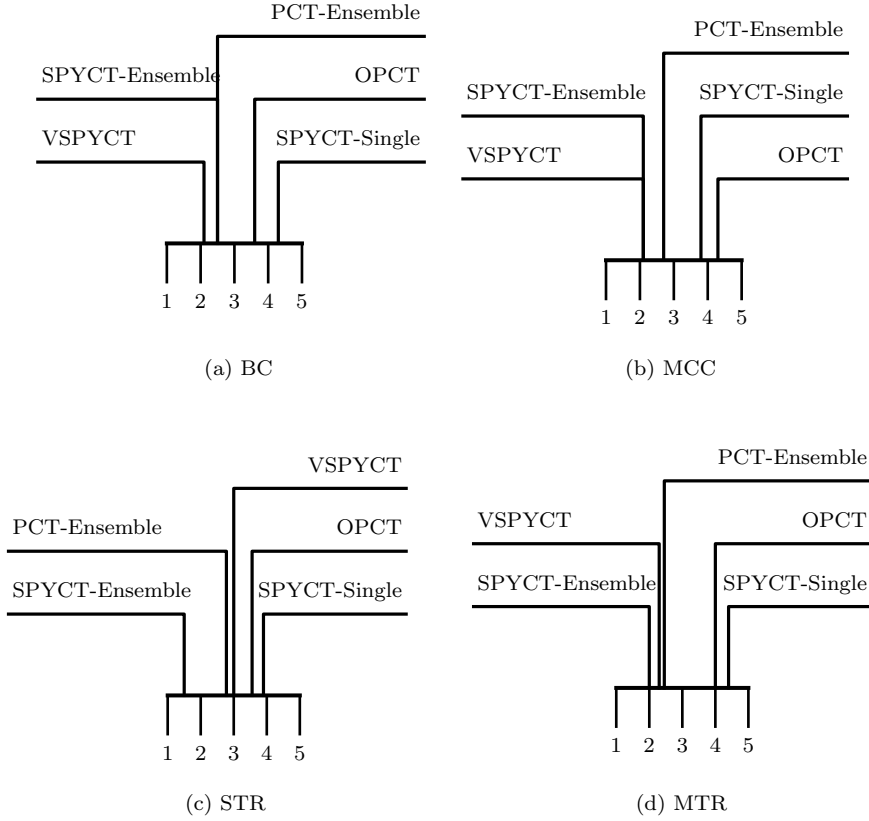 PCT-Ensemble
SPYCT-Ensemble
OPCT
VSPYCT
SPYCT-Single
1 2 3 4 5
(a) BC
PCT-Ensemble
SPYCT-Ensemble
SPYCT-Single
VSPYCT
OPCT
1 2 3 4 5
(b) MCC
VSPYCT
PCT-Ensemble
OPCT
SPYCT-Ensemble
SPYCT-Single
1 2 3 4 5
(c) STR
PCT-Ensemble
VSPYCT
OPCT
SPYCT-Ensemble
SPYCT-Single
1 2 3 4 5
(d) MTR